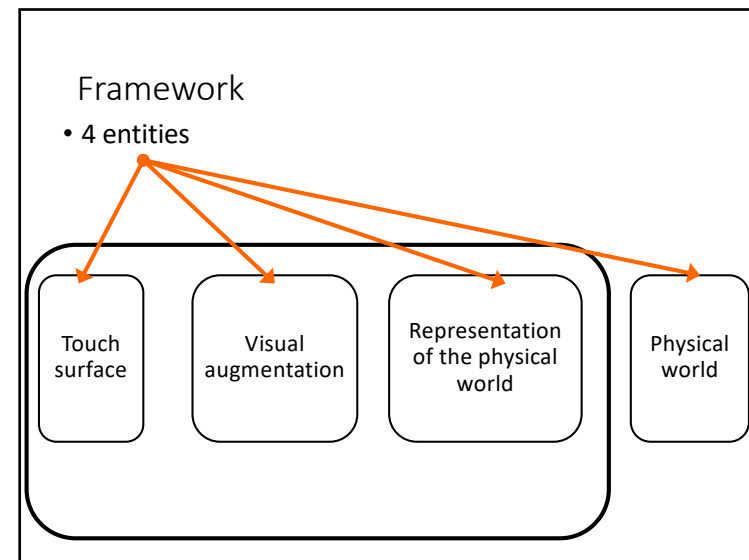 Framework
• 4 entities
Touch
surface
Visual
augmentation
Representation
of the physical
world
Physical
world